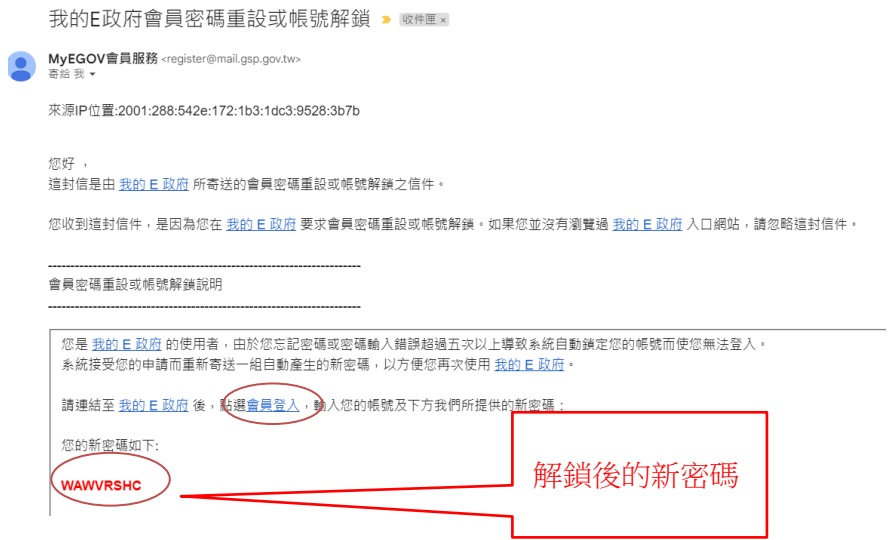 我的E政府會員密碼重設或帳號解鎖 收件匣 ×
MyEGOV會員服務 <register@mail.gsp.gov.tw>
寄給 我
來源IP位置:2001:288:542e:172:1b3:1dc3:9528:3b7b
您好 ，
這封信是由 我的 E 政府 所寄送的會員密碼重設或帳號解鎖之信件。
您收到這封信件，是因為您在 我的 E 政府 要求會員密碼重設或帳號解鎖。如果您並沒有瀏覽過 我的 E 政府 入口網站，請忽略這封信件。
----------------------------------------------------------------------
會員密碼重設或帳號解鎖說明
----------------------------------------------------------------------
您是 我的 E 政府 的使用者，由於您忘記密碼或密碼輸入錯誤超過五次以上導致系統自動鎖定您的帳號而使您無法登入。
系統接受您的申請而重新寄送一組自動產生的新密碼，以方便您再次使用 我的 E 政府。
請連結至 我的 E 政府 後，點選會員登入，輸入您的帳號及下方我們所提供的新密碼：
您的新密碼如下:
WAWVRSHC
解鎖後的新密碼